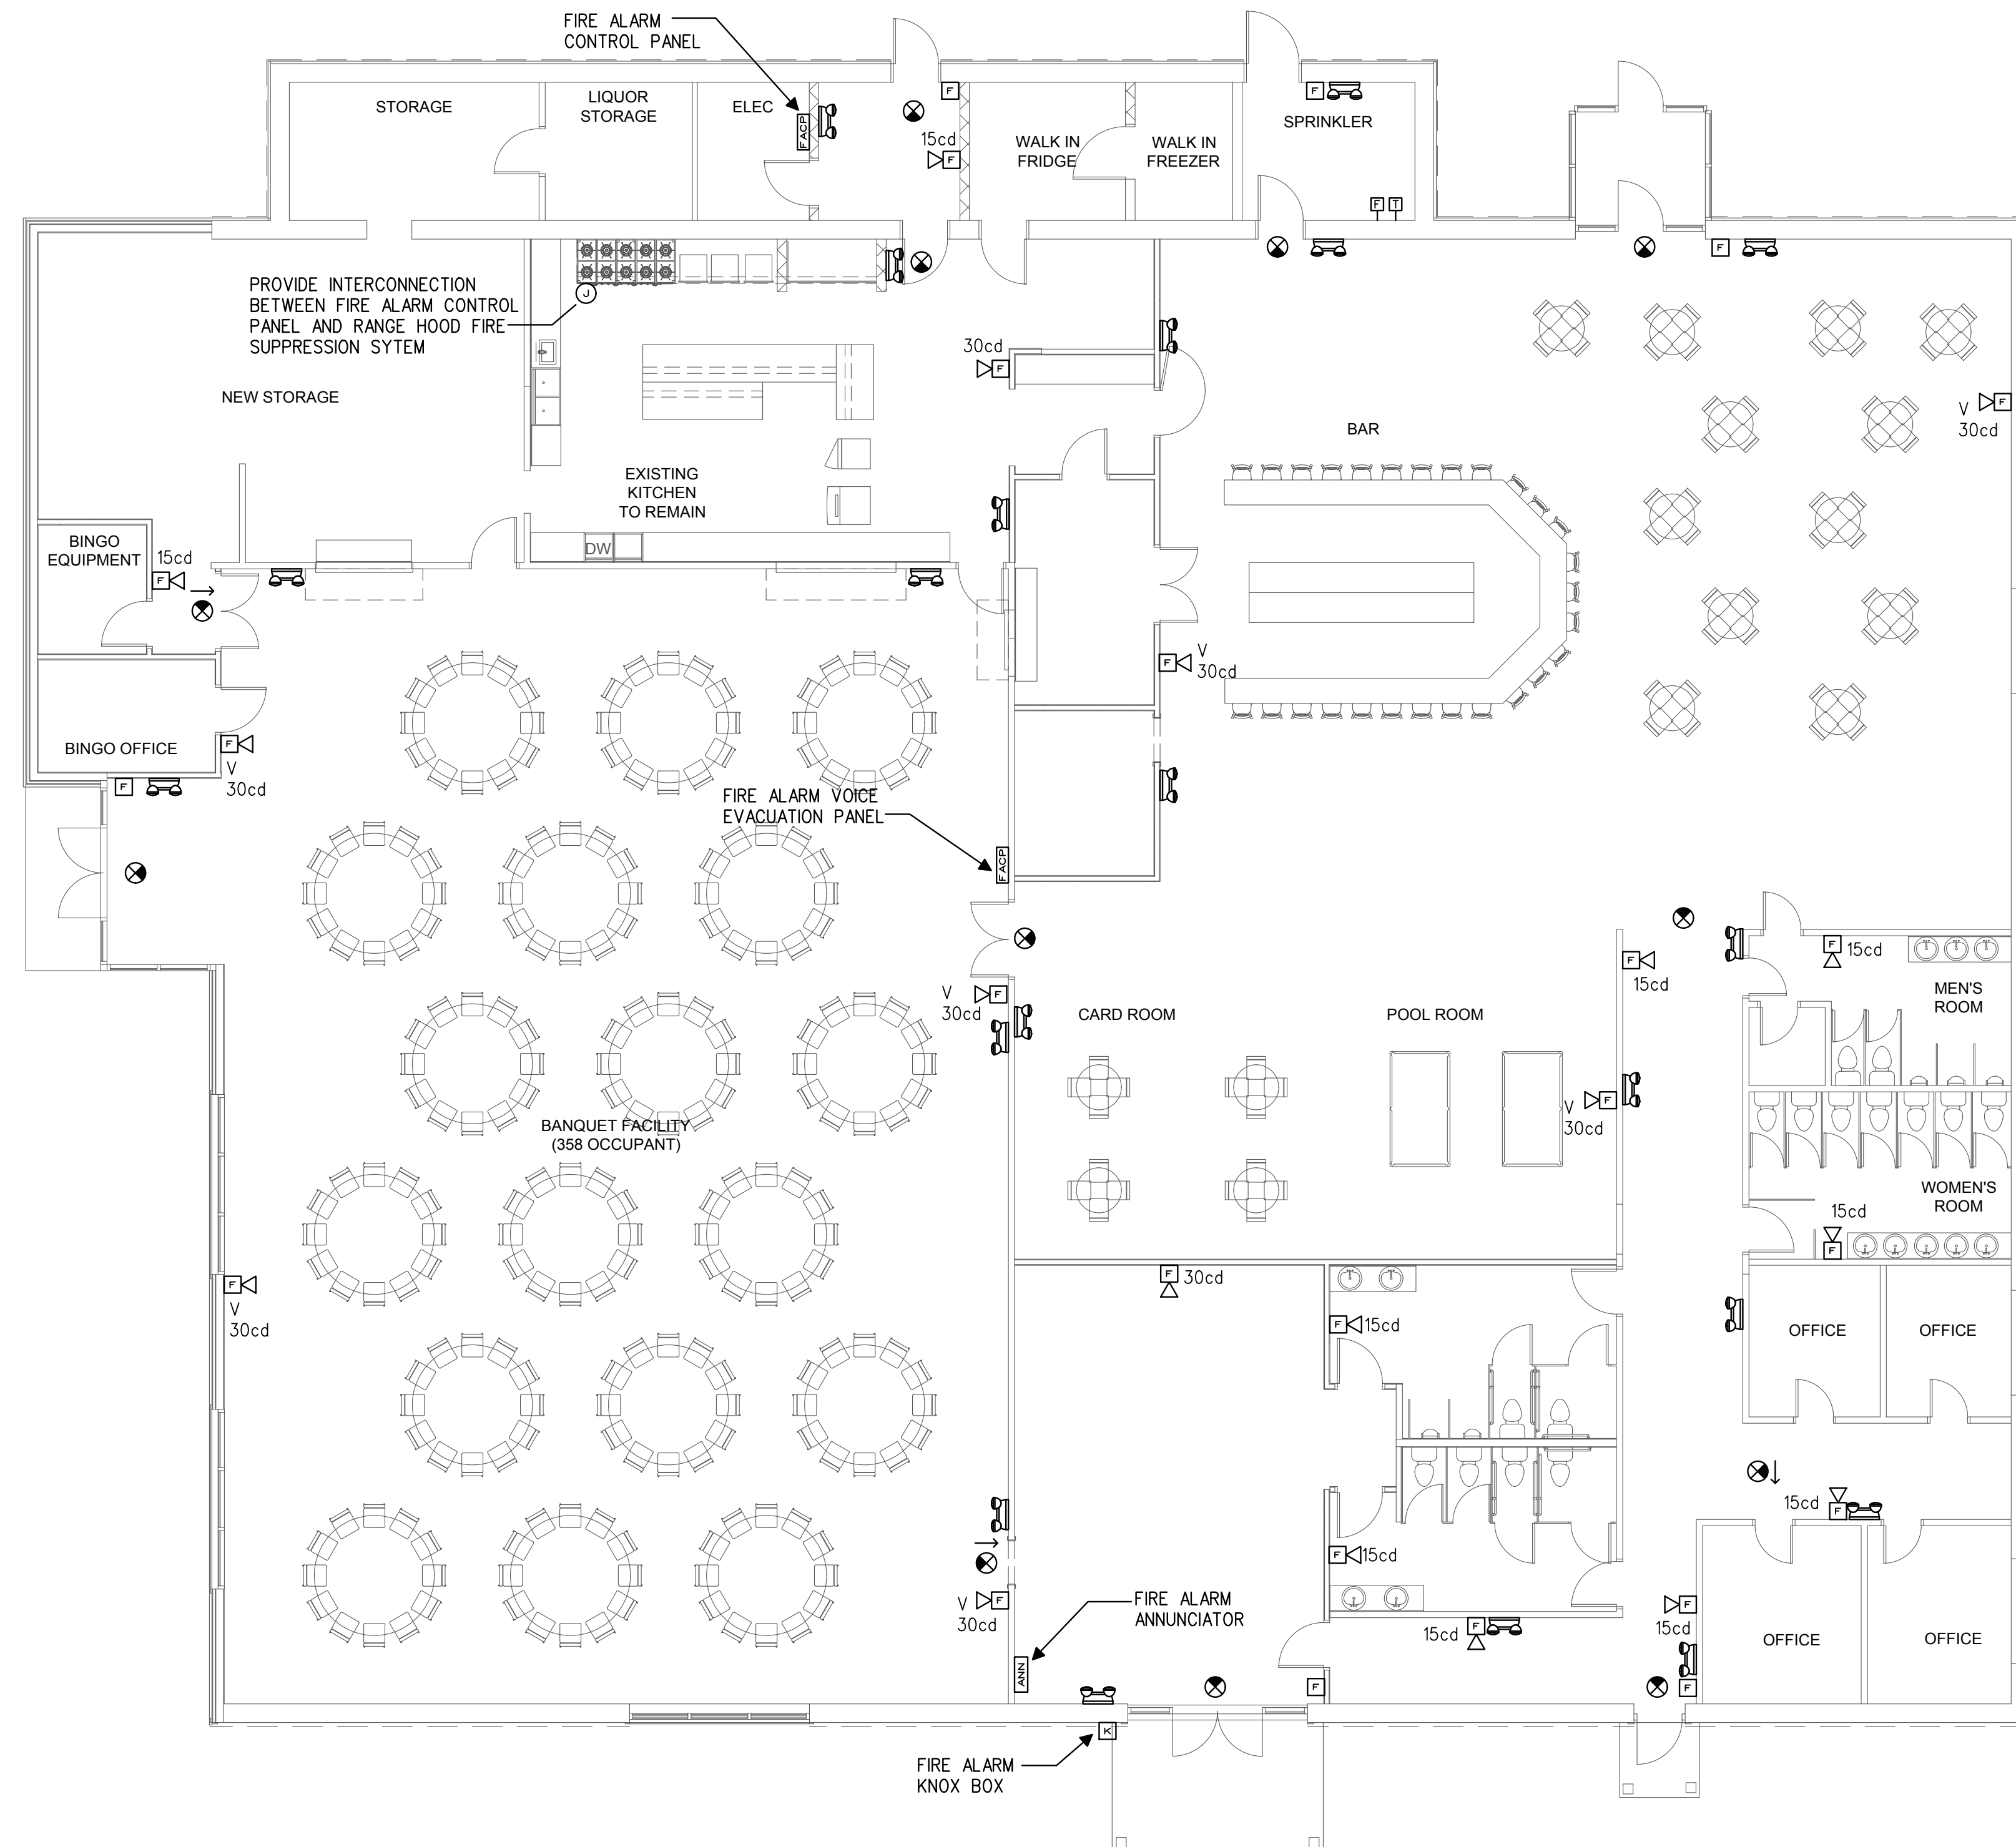 FIRE ALARM
CONTROL PANEL
STORAGE
LIQUOR
STORAGE
ELEC
FACP
F
15cd
F
WALK IN
FRIDGE
WALK IN
FREEZER
F
SPRINKLER
F
T
F
PROVIDE INTERCONNECTION
BETWEEN FIRE ALARM CONTROL
PANEL AND RANGE HOOD FIRE
SUPPRESSION SYTEM
J
NEW STORAGE
30cd
F
V
F
30cd
BAR
EXISTING
KITCHEN
TO REMAIN
DW
BINGO
EQUIPMENT
15cd
F
F
V
30cd
BINGO OFFICE
F
V
30cd
F
FIRE ALARM VOICE
EVACUATION PANEL
FACP
V
F
30cd
CARD ROOM
POOL ROOM
F
15cd
F
15cd
MEN'S
ROOM
V
F
30cd
BANQUET FACILITY
(358 OCCUPANT)
WOMEN'S
ROOM
15cd
F
F
V
30cd
F
30cd
F
15cd
OFFICE
OFFICE
15cd
F
F
15cd
V
F
30cd
FIRE ALARM
ANNUNCIATOR
15cd
F
F
15cd
OFFICE
OFFICE
ANN
F
F
K
FIRE ALARM
KNOX BOX